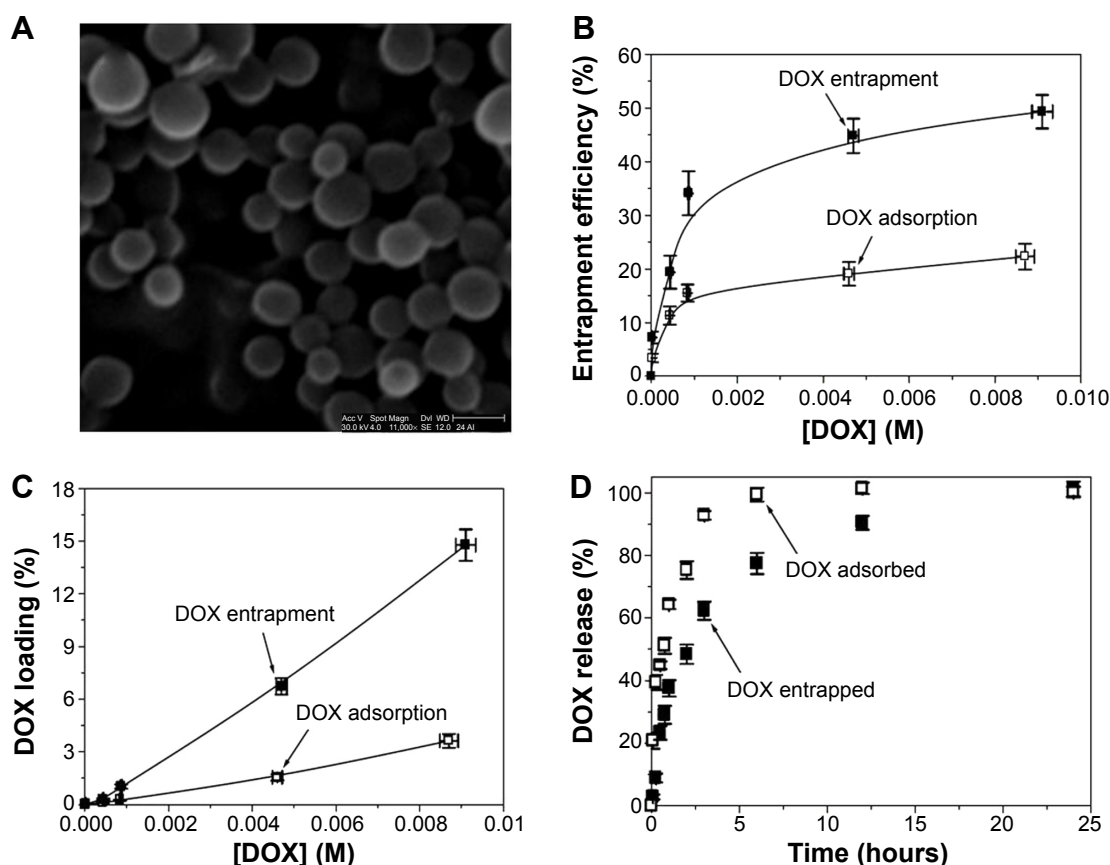 A
Acc V Spot Magn Dvl WD
30.0 kV 4.0 11,000× SE 12.0 24 Al
B
Entrapment efficiency (%)
60
50
40
30
20
10
0
DOX entrapment
DOX adsorption
0.000 0.002 0.004 0.006 0.008 0.010
[DOX] (M)
C
DOX loading (%)
18
15
12
9
6
3
0
DOX entrapment
DOX adsorption
0.000 0.002 0.004 0.006 0.008 0.01
[DOX] (M)
D
DOX release (%)
100
80
60
40
20
0
DOX adsorbed
DOX entrapped
0 5 10 15 20 25
Time (hours)